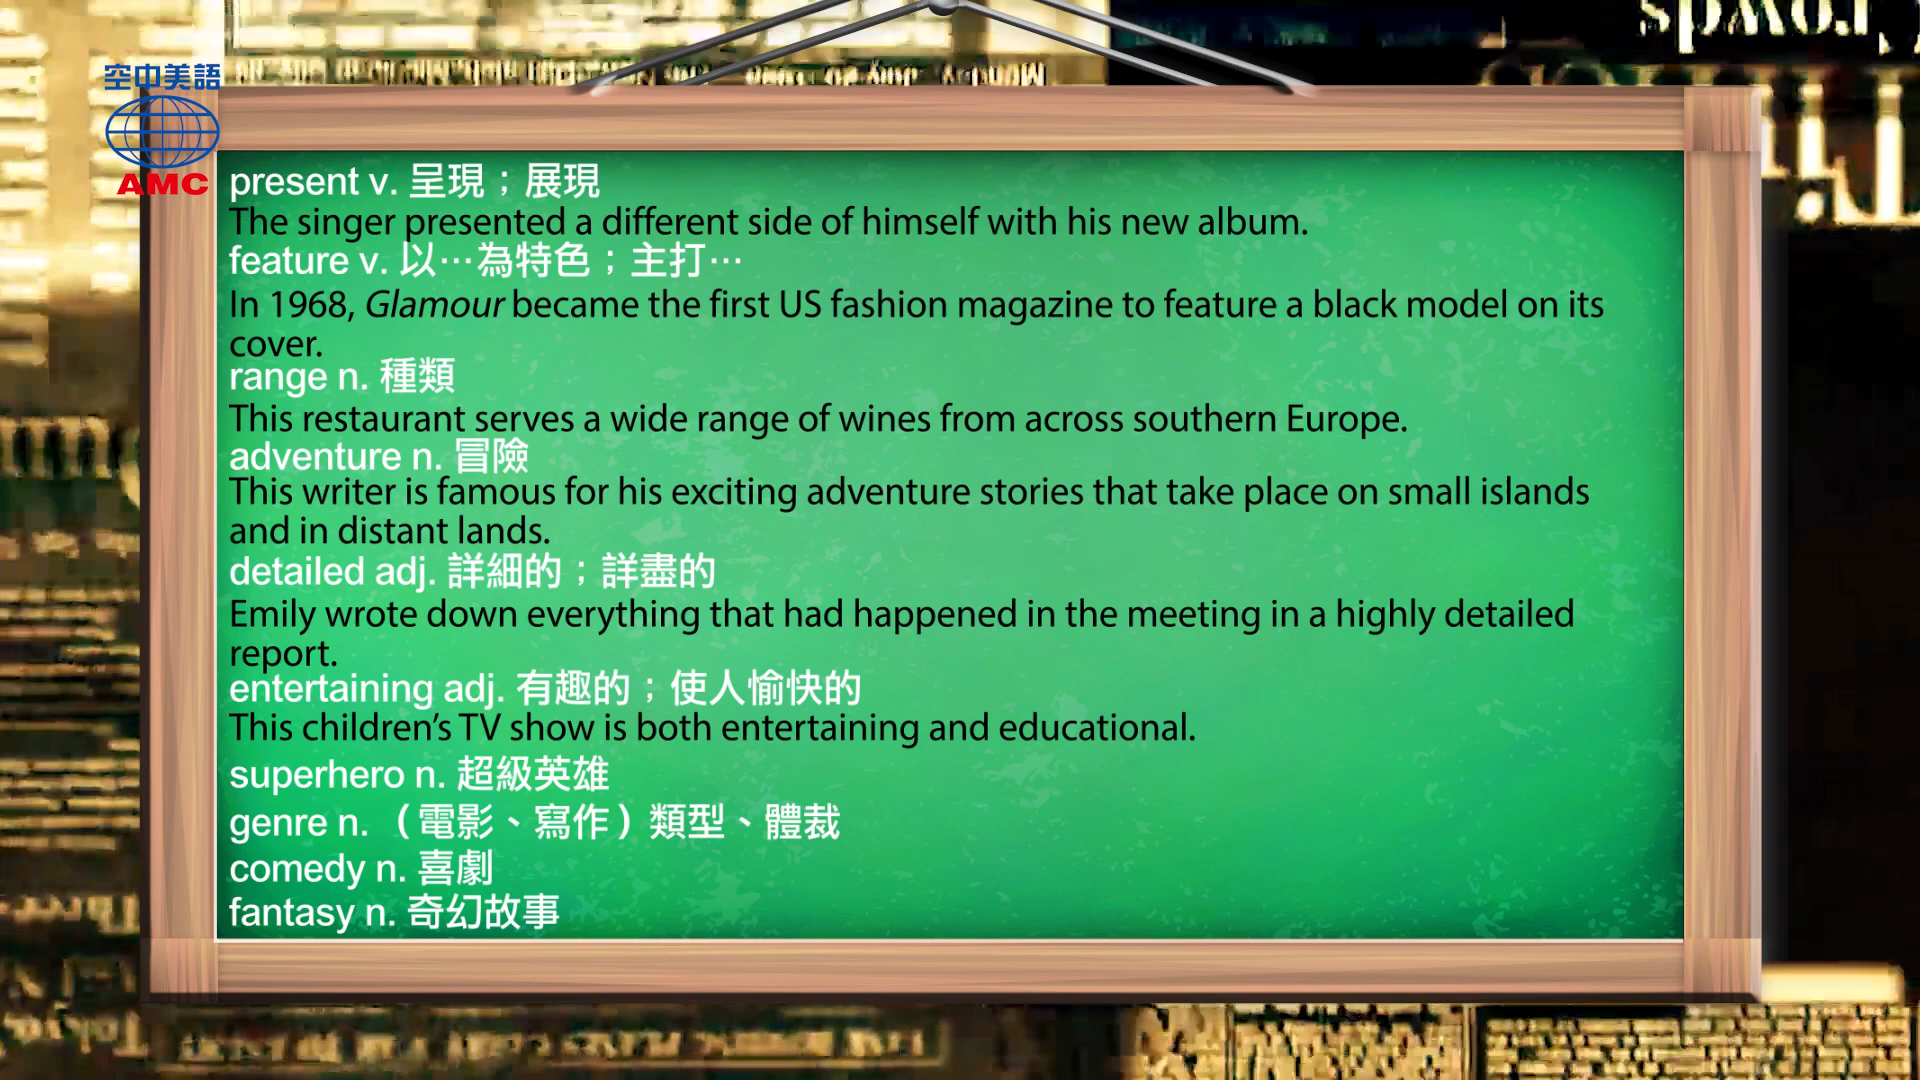 空中美語
AMC
present v. 呈現；展現
The singer presented a different side of himself with his new album.
feature v. 以…為特色；主打…
In 1968, Glamour became the first US fashion magazine to feature a black model on its
cover.
range n. 種類
This restaurant serves a wide range of wines from across southern Europe.
adventure n. 冒險
This writer is famous for his exciting adventure stories that take place on small islands
and in distant lands.
detailed adj. 詳細的；詳盡的
Emily wrote down everything that had happened in the meeting in a highly detailed
report.
entertaining adj. 有趣的；使人愉快的
This children's TV show is both entertaining and educational.
superhero n. 超級英雄
genre n. （電影、寫作）類型、體裁
comedy n. 喜劇
fantasy n. 奇幻故事